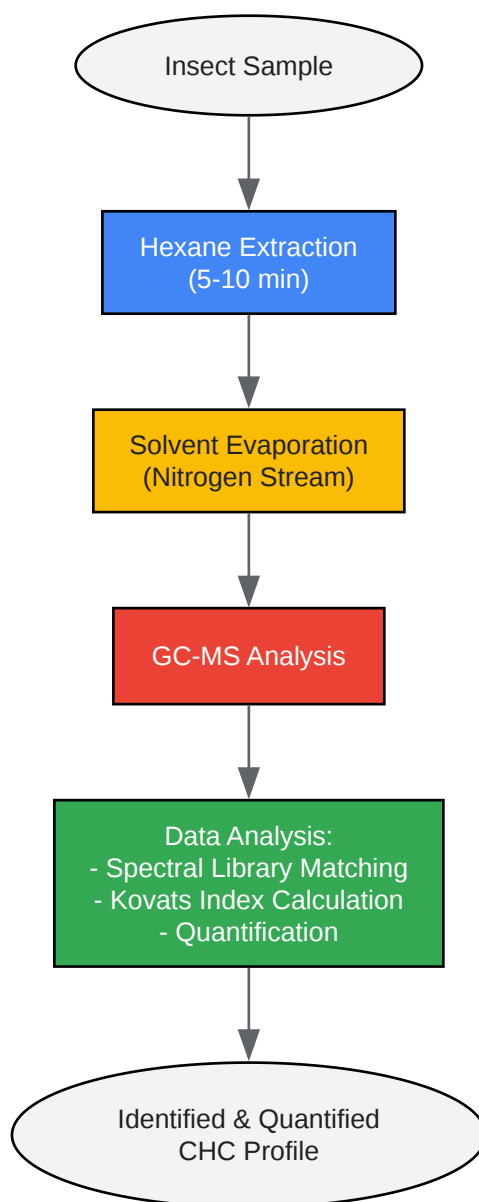 Insect Sample
Hexane Extraction
(5-10 min)
Solvent Evaporation
(Nitrogen Stream)
GC-MS Analysis
Data Analysis:
- Spectral Library Matching
- Kovats Index Calculation
- Quantification
Identified & Quantified
CHC Profile